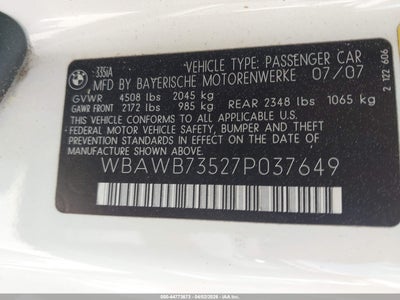 BMW
335iA
VEHICLE TYPE: PASSENGER CAR
MFD BY BAYERISCHE MOTORENWERKE 07/07
GVWR 4508 lbs 2045 kg
GAWR FRONT 2172 lbs 985 kg REAR 2348 lbs 1065 kg
THIS VEHICLE CONFORMS TO ALL APPLICABLE U.S.
FEDERAL MOTOR VEHICLE SAFETY, BUMPER AND
THEFT PREVENTION STANDARDS IN EFFECT ON THE
DATE OF MANUFACTURE SHOWN ABOVE.
WBAWB73527P037649
2 122 606